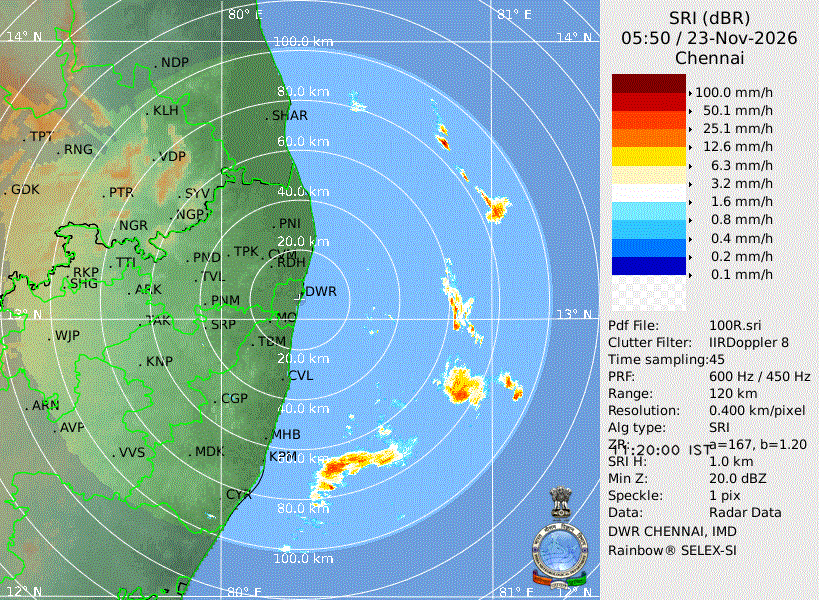 80° E
81° E
14° N
14° N
100.0 km
NDP
80.0 km
KLH
SHAR
TPT
60.0 km
RNG
VDP
GDK
PTR
SYV
40.0 km
NGP
NGR
PNI
20.0 km
TPK
PND
TTI
RDH
RKP
TVL
SHG
ARK
DWR
PNM
13° N
TAK
SRP
MO
13° N
WJP
TBM
20.0 km
KNP
CVL
CGP
40.0 km
ARN
AVP
MHB
VVS
MDK
KPM
60.0 km
CYR
80.0 km
100.0 km
12° N
80° E
81° E
12° N
SRI (dBR)
05:50 / 23-Nov-2026
Chennai
100.0 mm/h
50.1 mm/h
25.1 mm/h
12.6 mm/h
6.3 mm/h
3.2 mm/h
1.6 mm/h
0.8 mm/h
0.4 mm/h
0.2 mm/h
0.1 mm/h
Pdf File: 100R.sri
Clutter Filter: IIRDoppler 8
Time sampling:45
PRF: 600 Hz / 450 Hz
Range: 120 km
Resolution: 0.400 km/pixel
Alg type: SRI
ZR: a=167, b=1.20
11:20:00 IST
SRI H: 1.0 km
Min Z: 20.0 dBZ
Speckle: 1 pix
Data: Radar Data
DWR CHENNAI, IMD
Rainbow® SELEX-SI